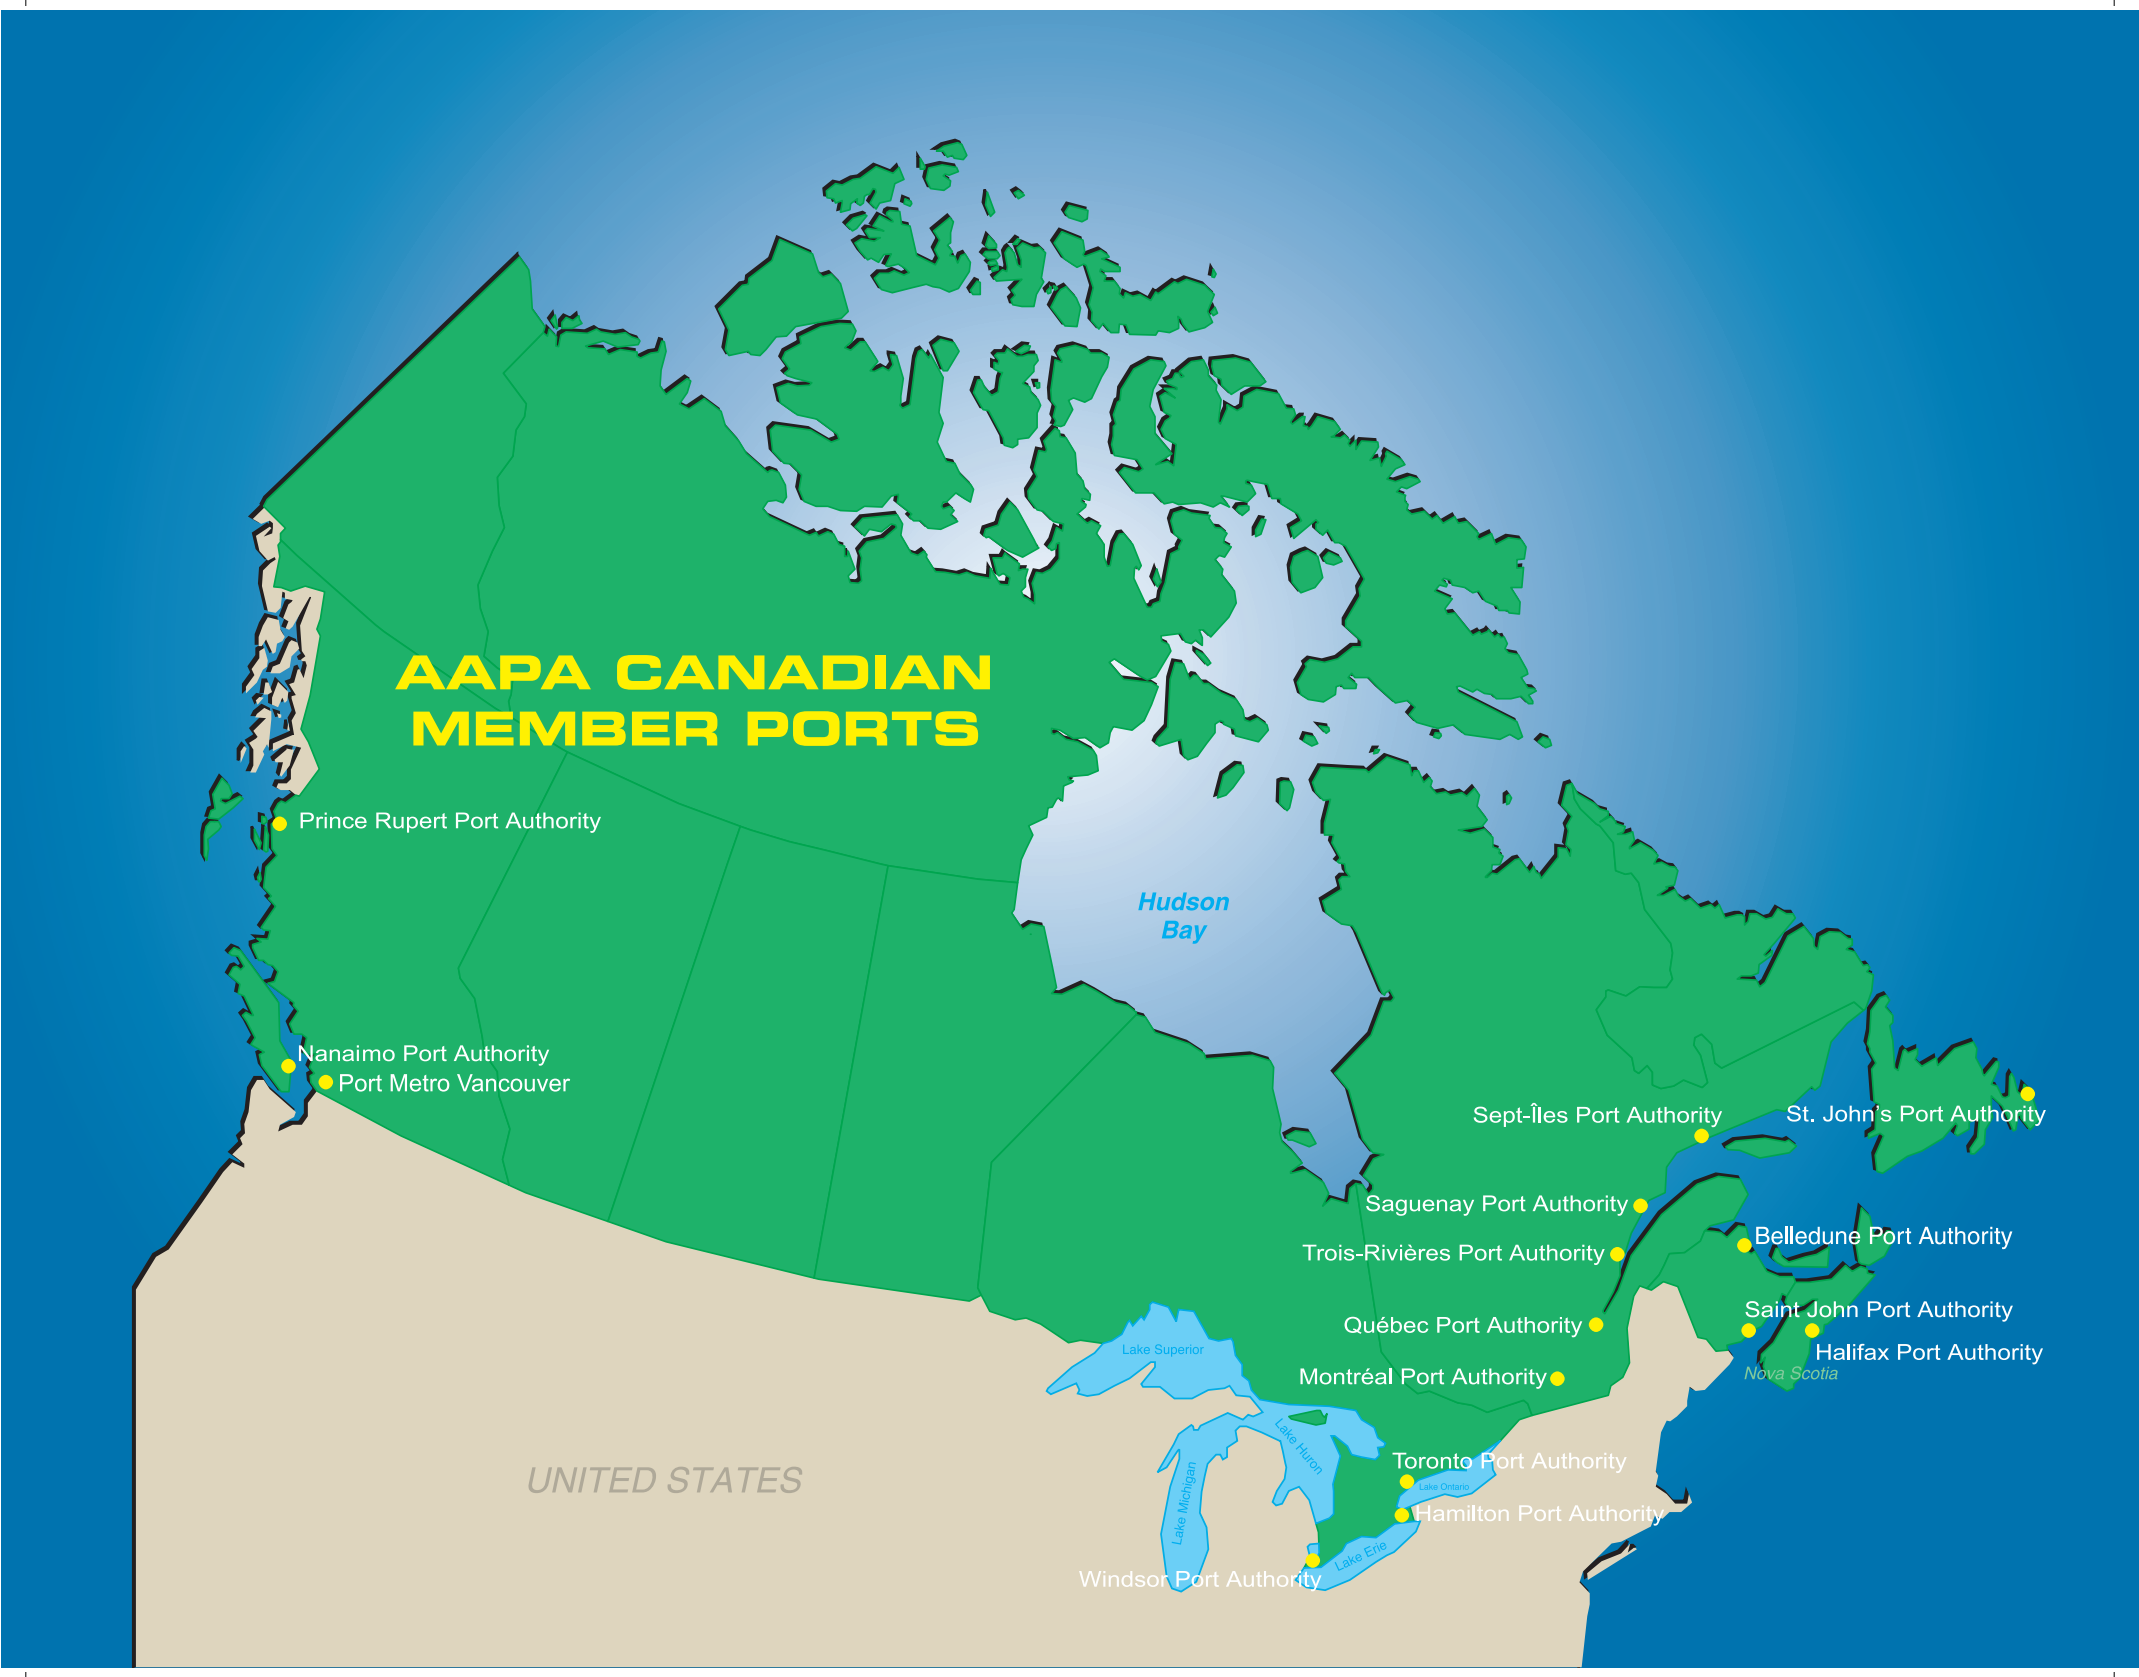 AAPA CANADIAN
MEMBER PORTS
Prince Rupert Port Authority
Hudson
Bay
Nanaimo Port Authority
Port Metro Vancouver
Sept-Îles Port Authority
St. John's Port Authority
Saguenay Port Authority
Belledune Port Authority
Trois-Rivières Port Authority
Saint John Port Authority
Québec Port Authority
Halifax Port Authority
Lake Superior
Nova Scotia
Montréal Port Authority
Lake Huron
Toronto Port Authority
UNITED STATES
Lake Michigan
Lake Ontario
Hamilton Port Authority
Lake Erie
Windsor Port Authority